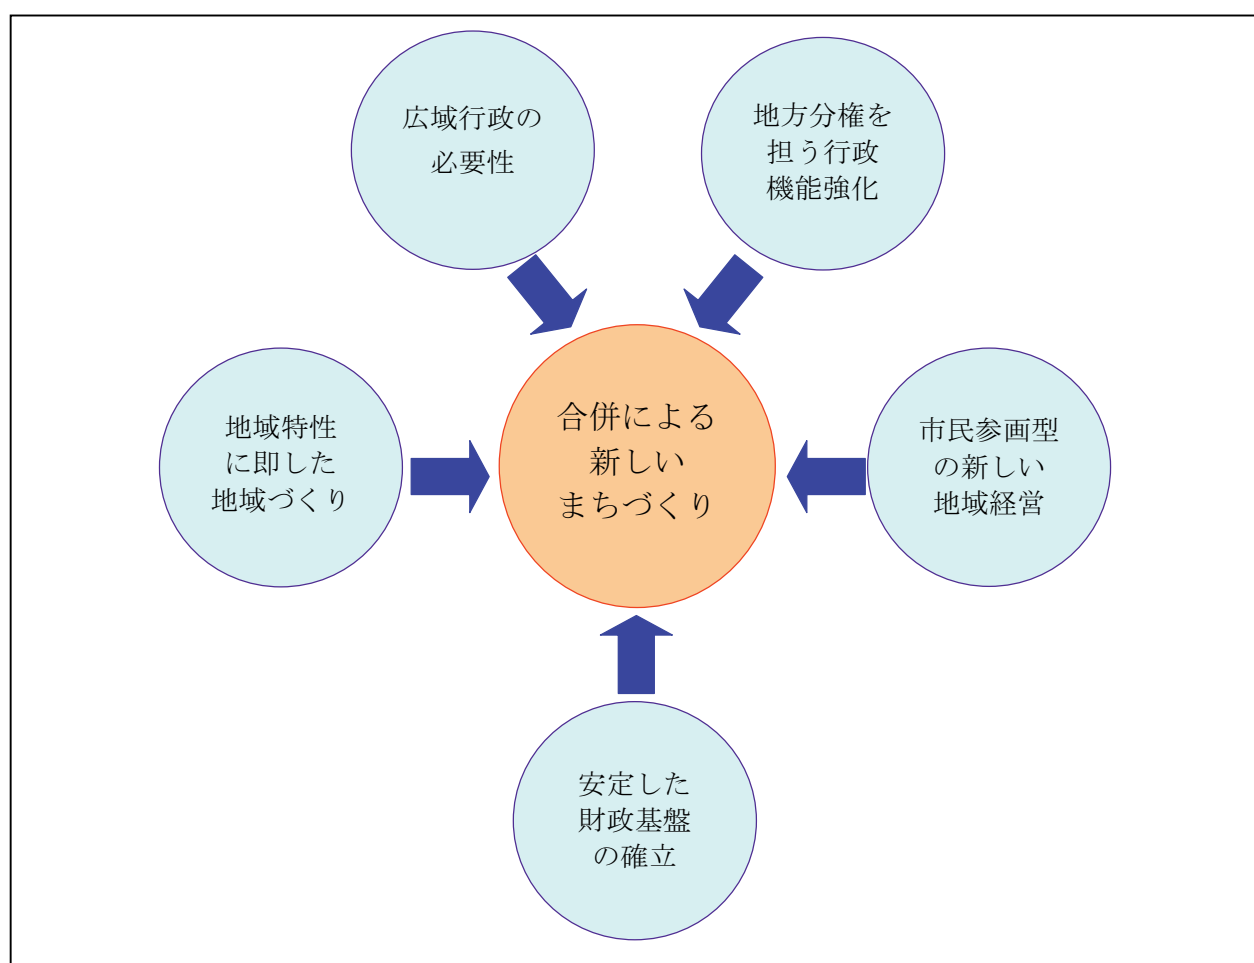 広域行政の
必要性
地方分権を
担う行政
機能強化
地域特性
に即した
地域づくり
合併による
新しい
まちづくり
市民参画型
の新しい
地域経営
安定した
財政基盤
の確立